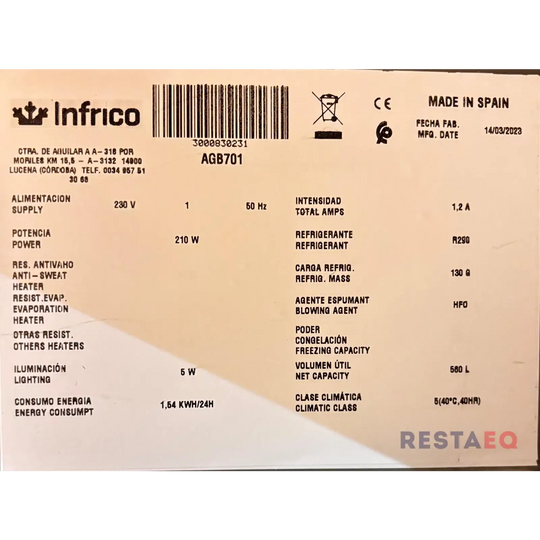 Infrico
3000830231
AGB701
CE
MADE IN SPAIN
FECHA FAB.
MFG. DATE
14/03/2023
CTRA. DE AGUILAR A A-318 POR
MORILES KM 15,5 - A-3132 14900
LUCENA (CÓRDOBA) TELF. 0034 957 51
30 68
ALIMENTACION
SUPPLY
230 V 1 50 Hz
INTENSIDAD
TOTAL AMPS
1,2 A
POTENCIA
POWER
210 W
REFRIGERANTE
REFRIGERANT
R290
RES. ANTIVAHO
ANTI-SWEAT
HEATER
CARGA REFRIG.
REFRIG. MASS
130 G
RESIST.EVAP.
EVAPORATION
HEATER
AGENTE ESPUMANT
BLOWING AGENT
HFO
OTRAS RESIST.
OTHERS HEATERS
PODER
CONGELACIÓN
FREEZING CAPACITY
ILUMINACIÓN
LIGHTING
5 W
VOLUMEN ÚTIL
NET CAPACITY
560 L
CONSUMO ENERGIA
ENERGY CONSUMPT
1,54 KWH/24H
CLASE CLIMÁTICA
CLIMATIC CLASS
5(40ºC,40HR)
RESTAEQ